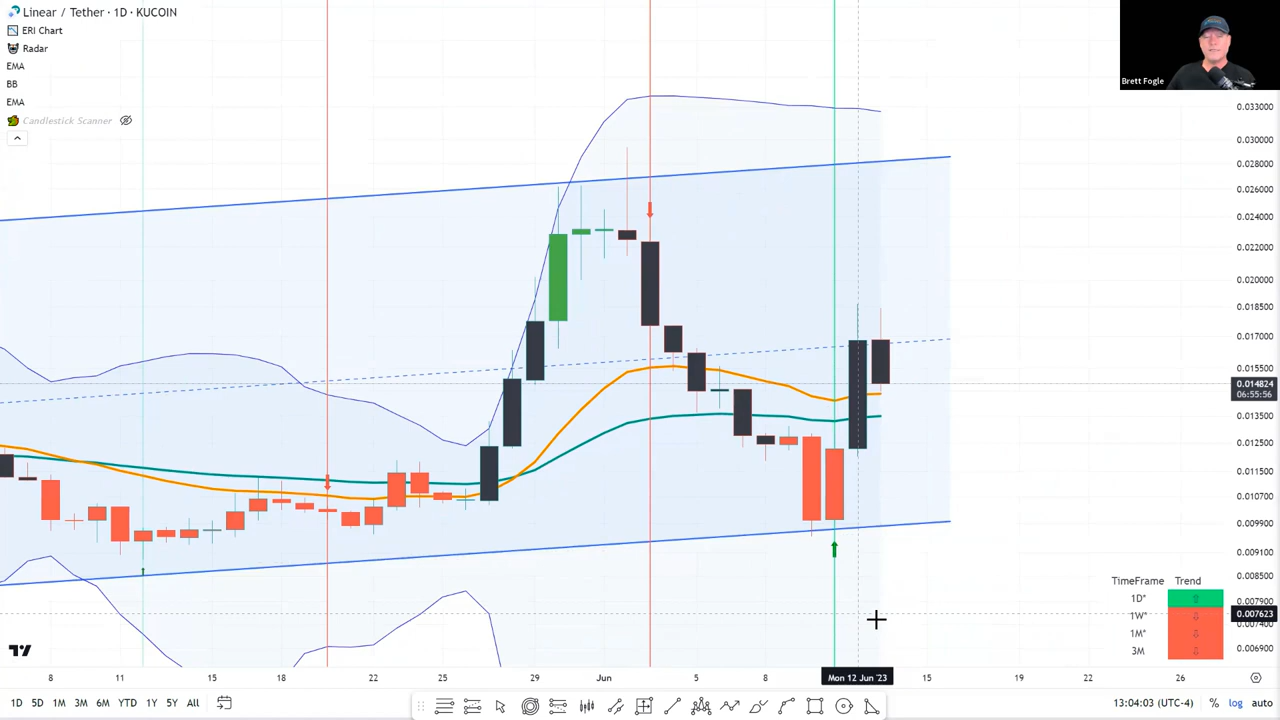 Linear / Tether · 1D · KUCOIN
ERI Chart
Radar
EMA
BB
EMA
Candlestick Scanner
Brett Fogle
0.033000
0.030000
0.028000
0.026000
0.024000
0.022000
0.020000
0.018500
0.017000
0.015500
0.014824
06:55:56
0.013500
0.012500
0.011500
0.010700
0.009900
0.009100
0.008500
0.007900
0.007623
0.007400
0.006900
TimeFrame Trend
1D*
1W*
1M*
3M
8 11 15 18 22 25 29 Jun 5 8 Mon 12 Jun '23 15 19 22 26
1D 5D 1M 3M 6M YTD 1Y 5Y All
13:04:03 (UTC-4) % log auto